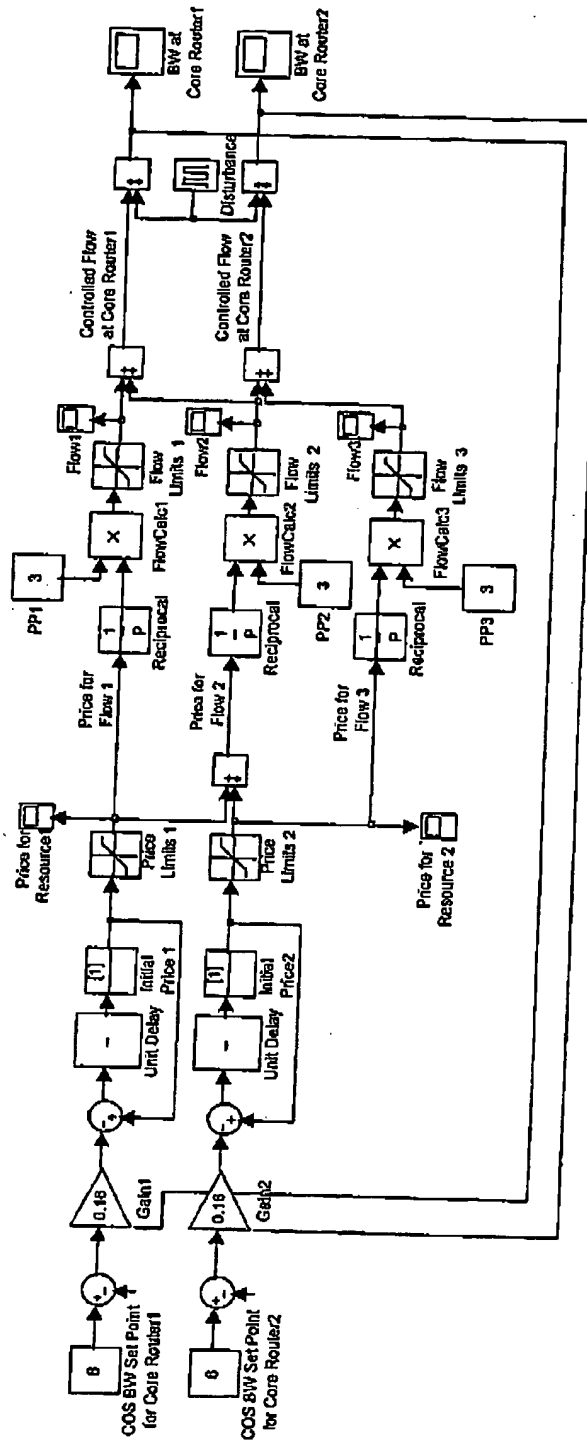 6
COS BW Set Point
for Core Router1
0.16
Gain1
Unit Delay
[1]
Initial
Price 1
Price
Limits 1
Price for
Resource1
Price for
Flow 1
1
P
Reciprocal
3
PP1
X
FlowCalc1
Flow
Limits 1
Flow1
Controlled Flow
at Core Router1
BW at
Core Router1
6
COS BW Set Point
for Core Router2
0.16
Gain2
Unit Delay
[1]
Initial
Price2
Price
Limits 2
Price for
Resource 2
Price for
Flow 2
1
P
Reciprocal
3
PP2
X
FlowCalc2
Flow
Limits 2
Flow2
Controlled Flow
at Core Router2
Disturbance
BW at
Core Router2
Price for
Flow 3
1
P
Reciprocal
3
PP3
X
FlowCalc3
Flow
Limits 3
Flow3